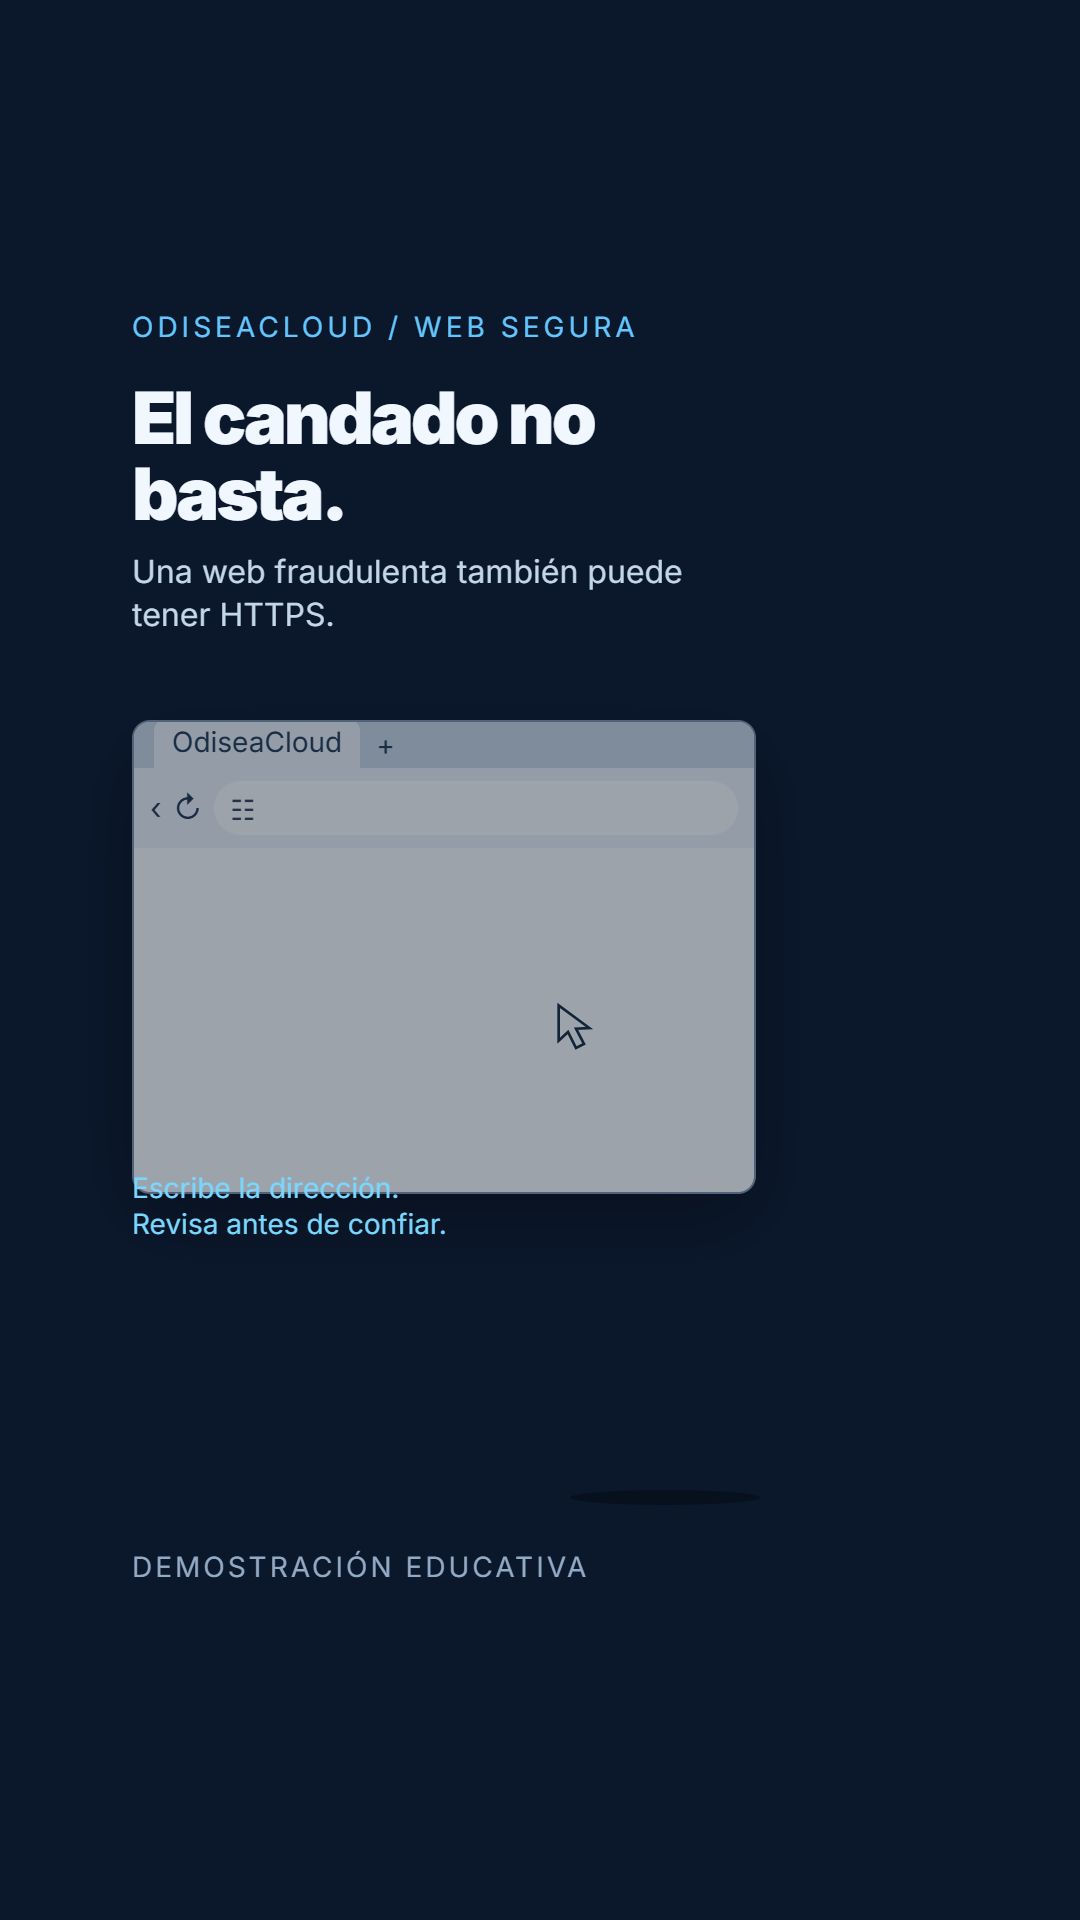 ODISEACLOUD / WEB SEGURA
El candado no
basta.
Una web fraudulenta también puede
tener HTTPS.
OdiseaCloud +
Escribe la dirección.
Revisa antes de confiar.
DEMOSTRACIÓN EDUCATIVA